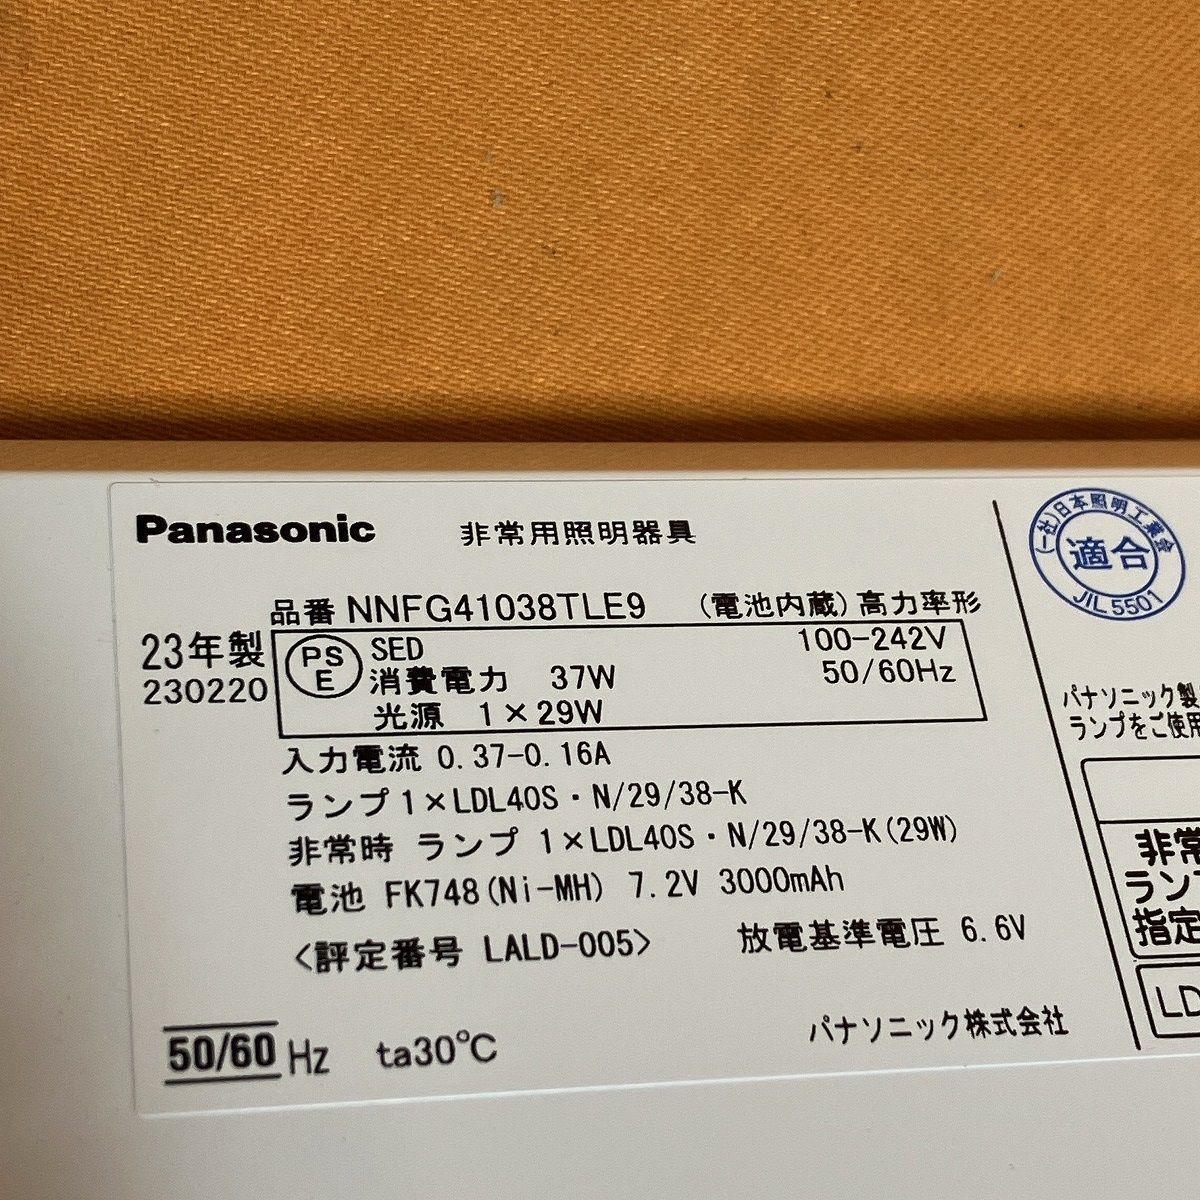 Panasonic 非常用照明器具
品番 NNFG41038TLE9 (電池内蔵)高力率形
23年製
230220
PS
E
SED 100-242V
消費電力 37W 50/60Hz
光源 1×29W
入力電流 0.37-0.16A
ランプ 1×LDL40S・N/29/38-K
非常時 ランプ 1×LDL40S・N/29/38-K(29W)
電池 FK748(Ni-MH) 7.2V 3000mAh
<評定番号 LALD-005> 放電基準電圧 6.6V
50/60 Hz ta30℃
パナソニック株式会社
(一社)日本照明工業会
適合
JIL5501
パナソニック製
ランプをご使用
非常
ランプ
指定
LD